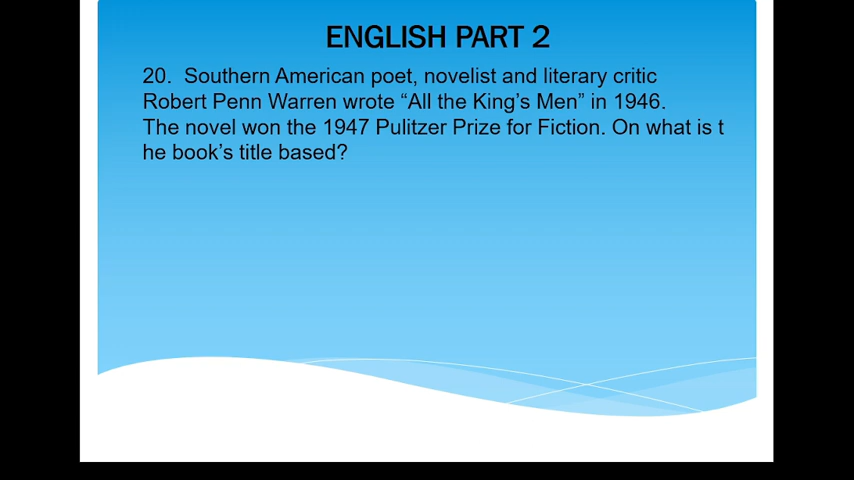 ENGLISH PART 2
20.  Southern American poet, novelist and literary critic
Robert Penn Warren wrote “All the King’s Men” in 1946.
The novel won the 1947 Pulitzer Prize for Fiction. On what is t
he book’s title based?